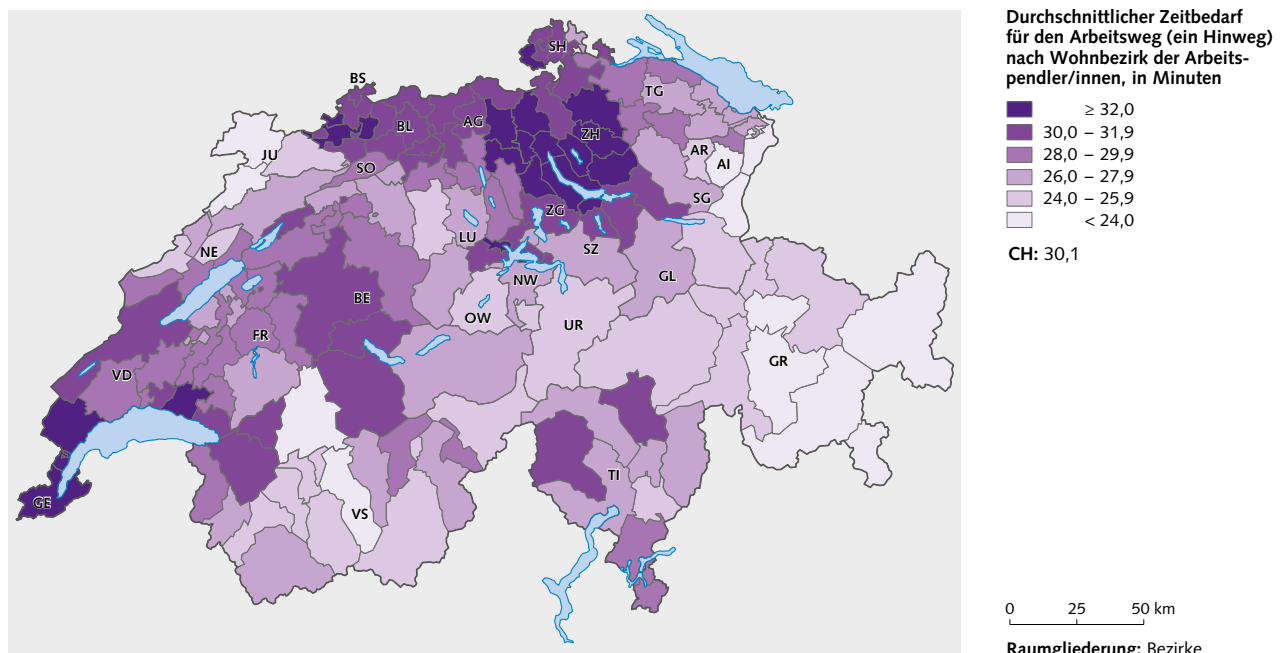 Durchschnittlicher Zeitbedarf
für den Arbeitsweg (ein Hinweg)
nach Wohnbezirk der Arbeits-
pendler/innen, in Minuten
≥ 32,0
30,0 – 31,9
28,0 – 29,9
26,0 – 27,9
24,0 – 25,9
< 24,0
CH: 30,1
SH
BS
TG
BL
AG
ZH
JU
SO
AR
AI
SG
ZG
LU
SZ
NE
NW
GL
BE
OW
UR
FR
GR
VD
TI
GE
VS
0 25 50 km
Raumgliederung: Bezirke